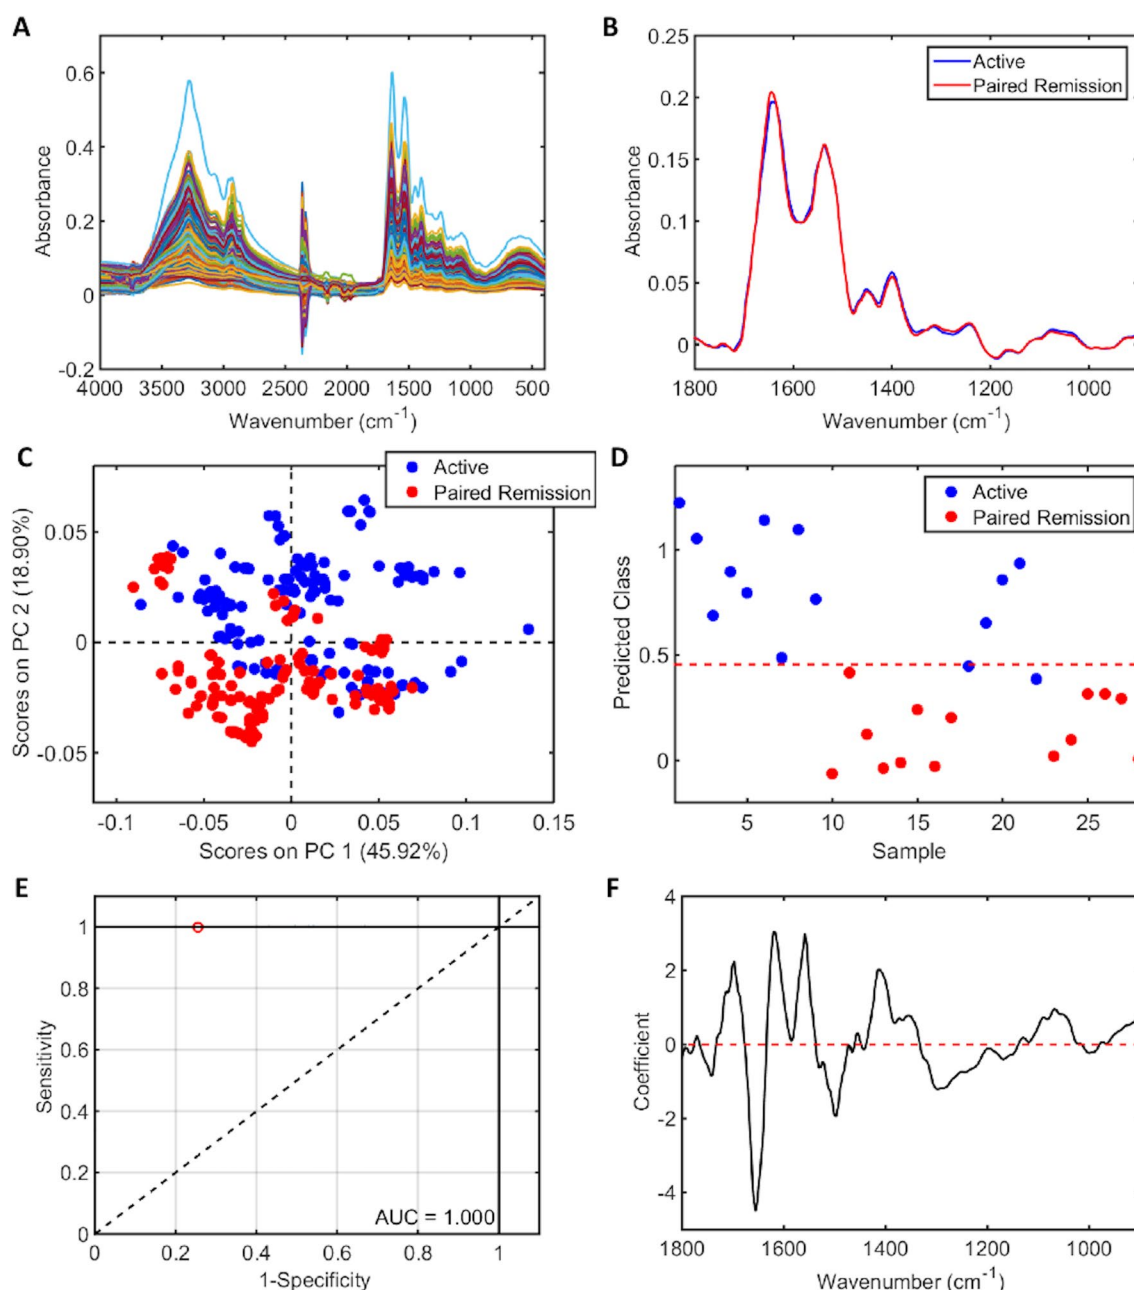 A
0.6
0.4
0.2
0
-0.2
Absorbance
4000 3500 3000 2500 2000 1500 1000 500
Wavenumber (cm-1)
B
0.25
0.2
0.15
0.1
0.05
0
Absorbance
Active
Paired Remission
1800 1600 1400 1200 1000
Wavenumber (cm-1)
C
Active
Paired Remission
0.05
0
-0.05
Scores on PC 2 (18.90%)
-0.1 -0.05 0 0.05 0.1 0.15
Scores on PC 1 (45.92%)
D
Active
Paired Remission
1
0.5
0
Predicted Class
5 10 15 20 25
Sample
E
1
0.8
0.6
0.4
0.2
0
Sensitivity
AUC = 1.000
0 0.2 0.4 0.6 0.8 1
1-Specificity
F
4
2
0
-2
-4
Coefficient
1800 1600 1400 1200 1000
Wavenumber (cm-1)